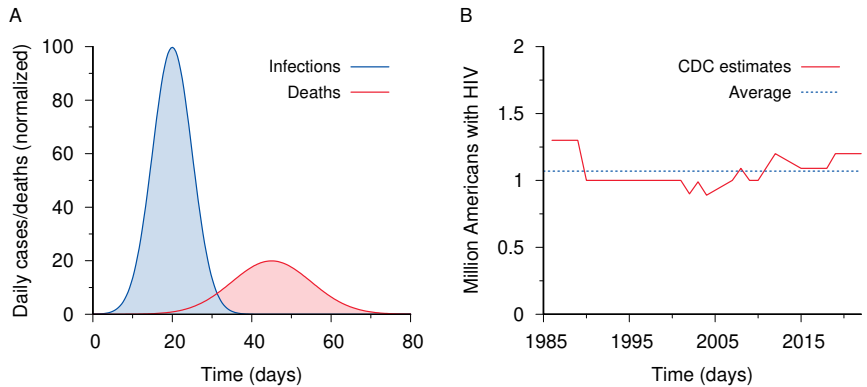 A
Daily cases/deaths (normalized)
100
80
60
40
20
0
Infections
Deaths
0 20 40 60 80
Time (days)
B
Million Americans with HIV
2
1.5
1
0.5
0
CDC estimates
Average
1985 1995 2005 2015
Time (days)